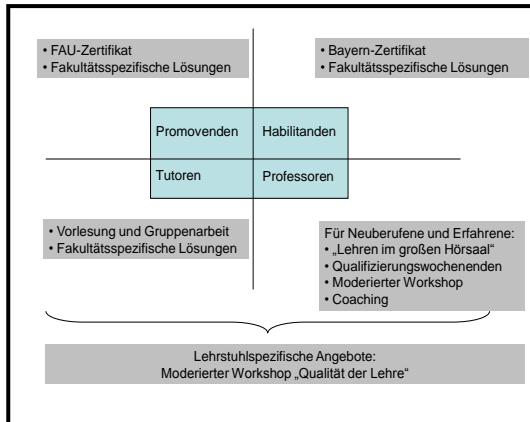 • FAU-Zertifikat
• Fakultätsspezifische Lösungen
• Bayern-Zertifikat
• Fakultätsspezifische Lösungen
Promovenden
Habilitanden
Tutoren
Professoren
• Vorlesung und Gruppenarbeit
• Fakultätsspezifische Lösungen
Für Neuberufene und Erfahrene:
• „Lehren im großen Hörsaal“
• Qualifizierungswochenenden
• Moderierter Workshop
• Coaching
Lehrstuhlspezifische Angebote:
Moderierter Workshop „Qualität der Lehre“